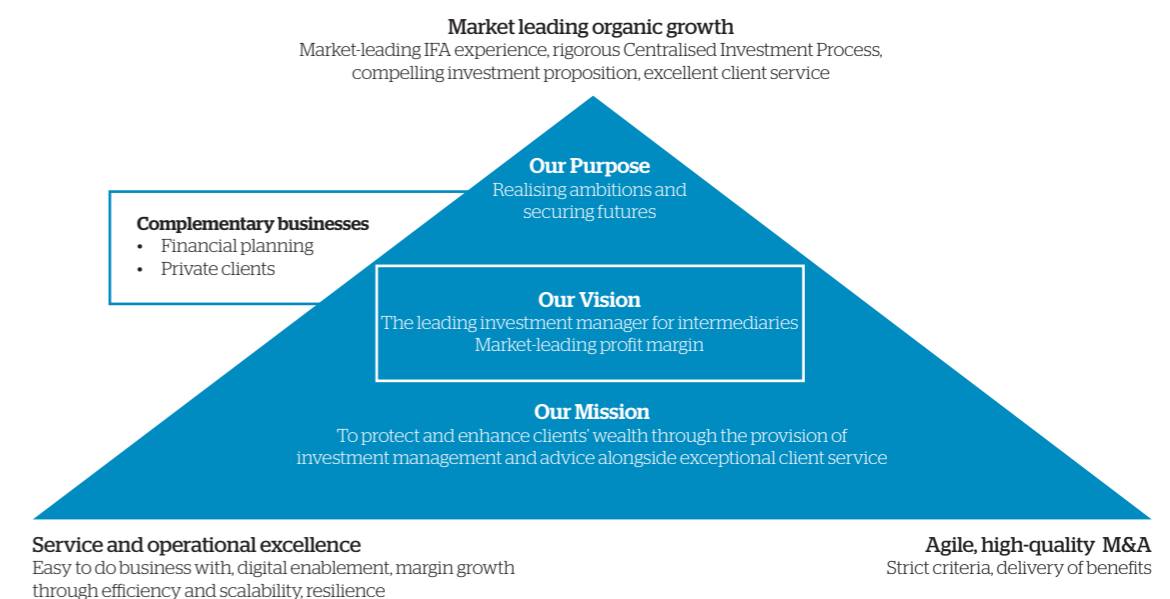 Market leading organic growth
Market-leading IFA experience, rigorous Centralised Investment Process,
compelling investment proposition, excellent client service
Our Purpose
Realising ambitions and
securing futures
Complementary businesses
• Financial planning
• Private clients
Our Vision
The leading investment manager for intermediaries
Market-leading profit margin
Our Mission
To protect and enhance clients’ wealth through the provision of
investment management and advice alongside exceptional client service
Service and operational excellence
Easy to do business with, digital enablement, margin growth
through efficiency and scalability, resilience
Agile, high-quality M&A
Strict criteria, delivery of benefits